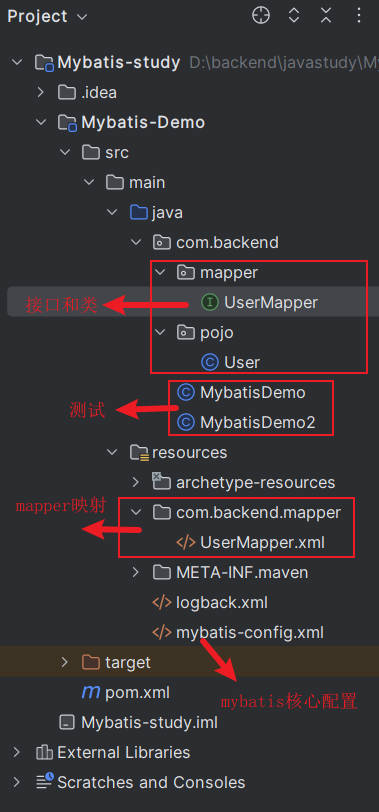 Project
Mybatis-study D:\backend\javastudy\My
.idea
Mybatis-Demo
src
main
java
com.backend
mapper
接口和类
UserMapper
pojo
User
测试
MybatisDemo
MybatisDemo2
resources
archetype-resources
mapper映射
com.backend.mapper
UserMapper.xml
META-INF.maven
logback.xml
mybatis-config.xml
target
pom.xml
mybatis核心配置
Mybatis-study.iml
External Libraries
Scratches and Consoles